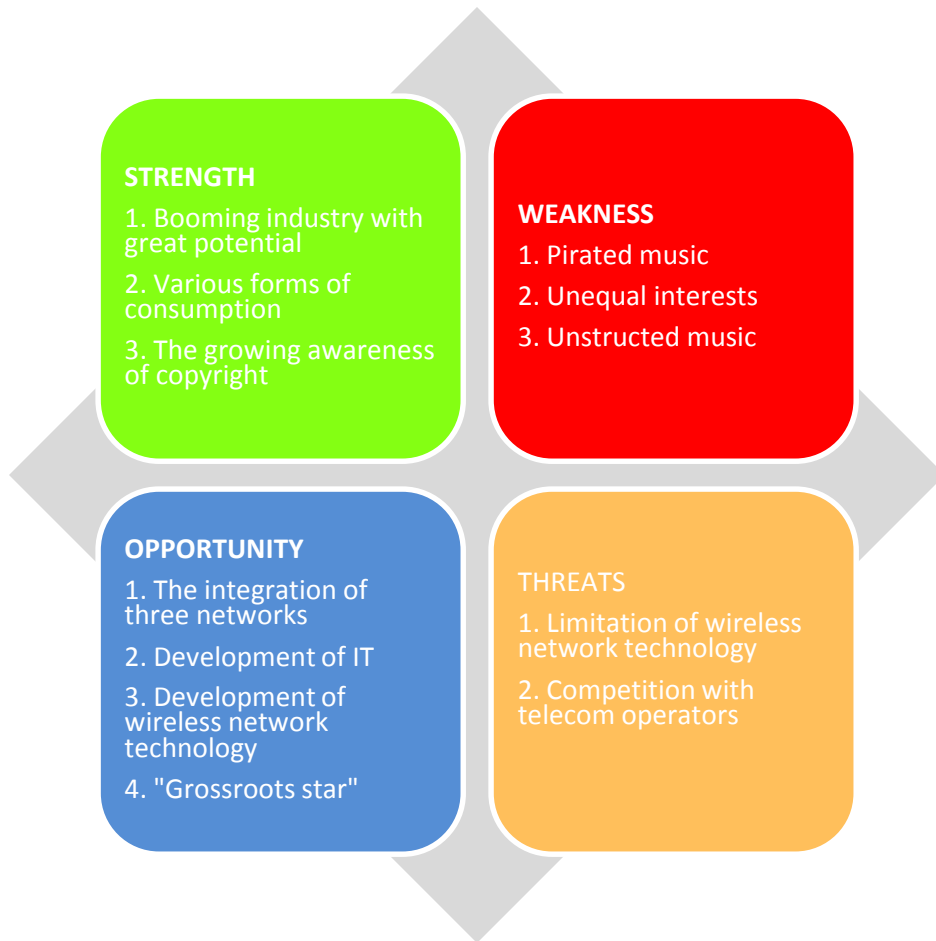 STRENGTH
1. Booming industry with
great potential
2. Various forms of
consumption
3. The growing awareness
of copyright
WEAKNESS
1. Pirated music
2. Unequal interests
3. Unstructed music
OPPORTUNITY
1. The integration of
three networks
2. Development of IT
3. Development of
wireless network
technology
4. "Grossroots star"
THREATS
1. Limitation of wireless
network technology
2. Competition with
telecom operators